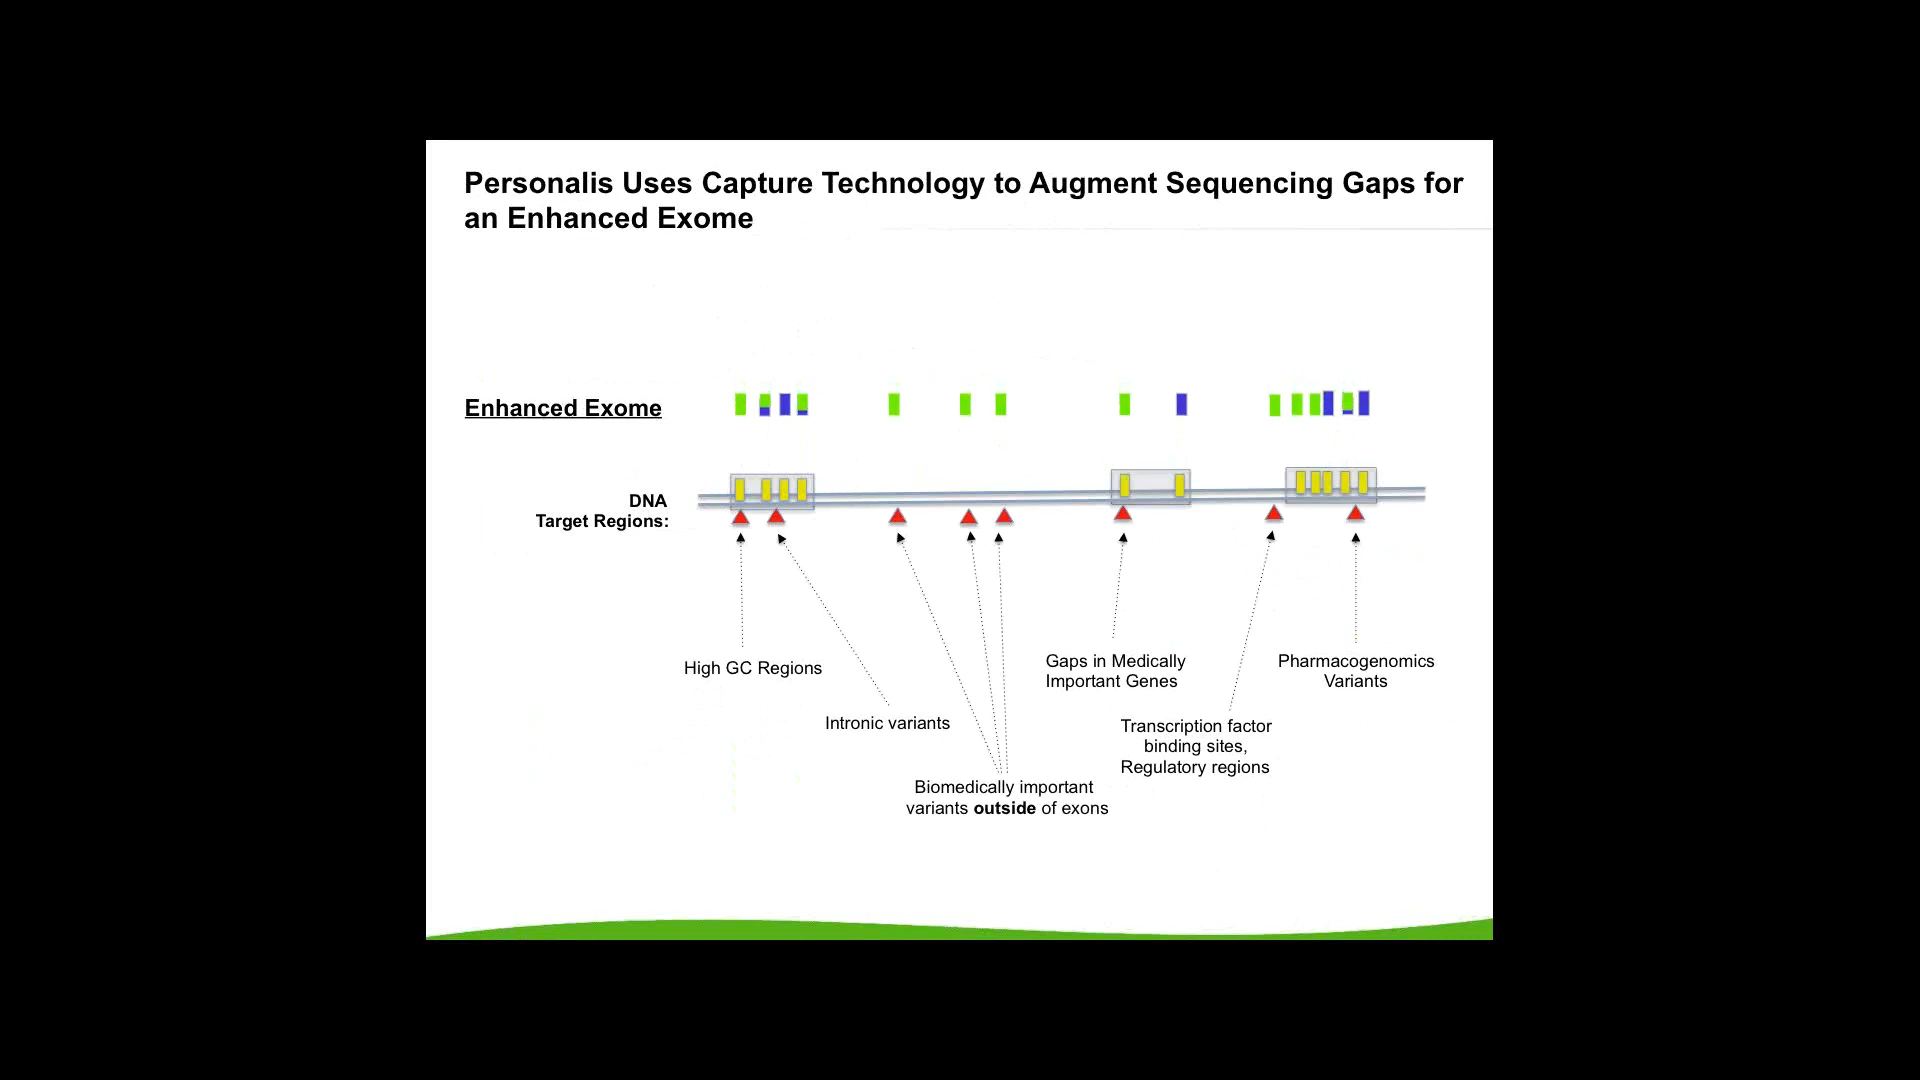 Personalis Uses Capture Technology to Augment Sequencing Gaps for
an Enhanced Exome
Enhanced Exome
DNA
Target Regions:
High GC Regions
Intronic variants
Biomedically important
variants outside of exons
Gaps in Medically
Important Genes
Transcription factor
binding sites,
Regulatory regions
Pharmacogenomics
Variants